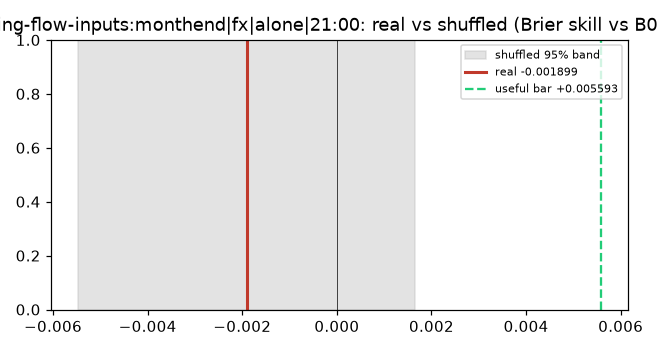 ng-flow-inputs:monthend|fx|alone|21:00: real vs shuffled (Brier skill vs B0
shuffled 95% band
real -0.001899
useful bar +0.005593
1.0
0.8
0.6
0.4
0.2
0.0
−0.006 −0.004 −0.002 0.000 0.002 0.004 0.006